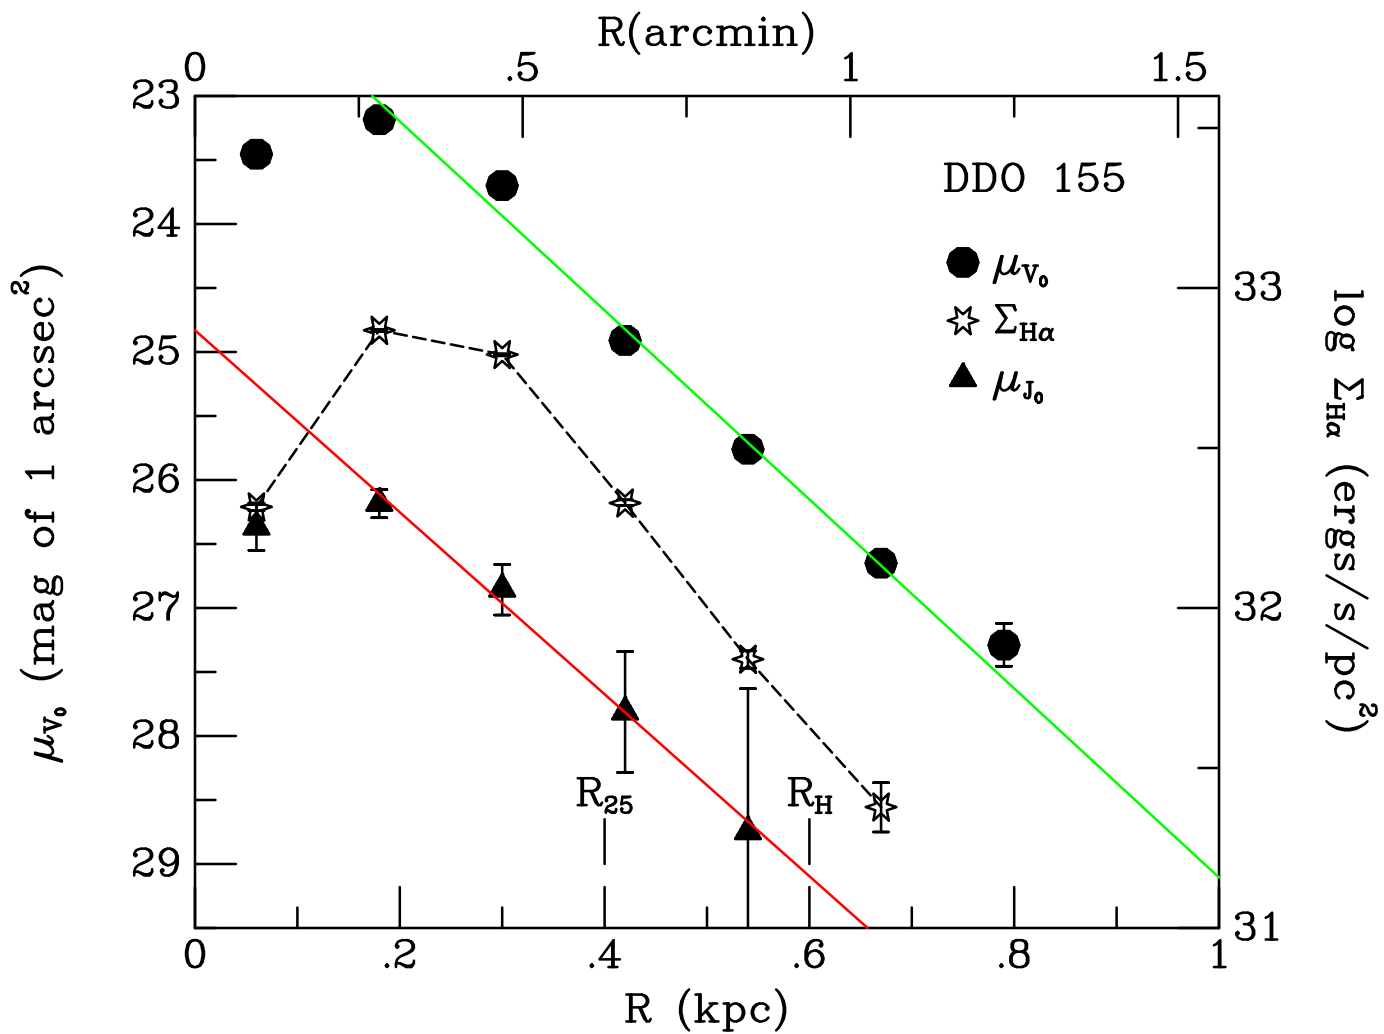 R(arcmin)
0 .5 1 1.5
23
24
25
26
27
28
29
μV₀ (mag of 1 arcsec²)
DDO 155
μV₀
ΣHα
μJ₀
R₂₅
R_H
33
32
31
log ΣHα (ergs/s/pc²)
0 .2 .4 .6 .8 1
R (kpc)